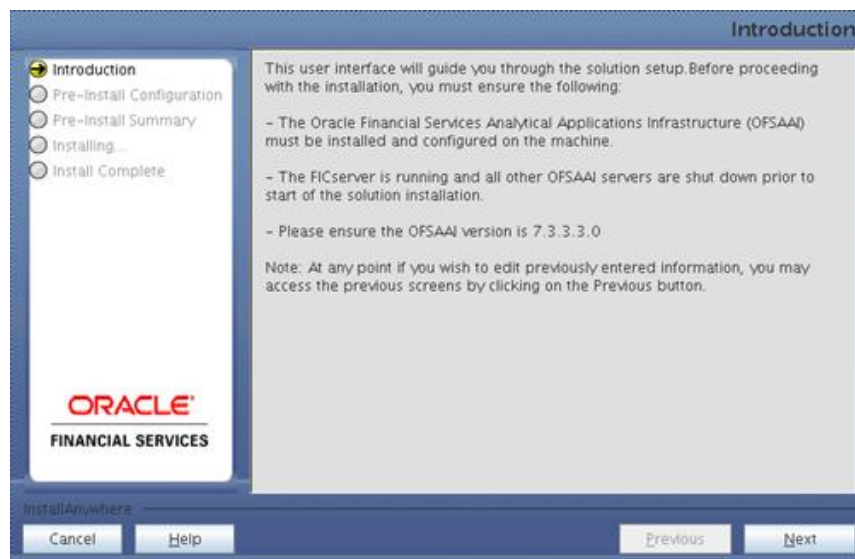 Introduction
Introduction
Pre-Install Configuration
Pre-Install Summary
Installing...
Install Complete
This user interface will guide you through the solution setup.Before proceeding
with the installation, you must ensure the following:
- The Oracle Financial Services Analytical Applications Infrastructure (OFSAAI)
must be installed and configured on the machine.
- The FICserver is running and all other OFSAAI servers are shut down prior to
start of the solution installation.
- Please ensure the OFSAAI version is 7.3.3.3.0
Note: At any point if you wish to edit previously entered information, you may
access the previous screens by clicking on the Previous button.
ORACLE'
FINANCIAL SERVICES
InstallAnywhere
Cancel
Help
Previous
Next